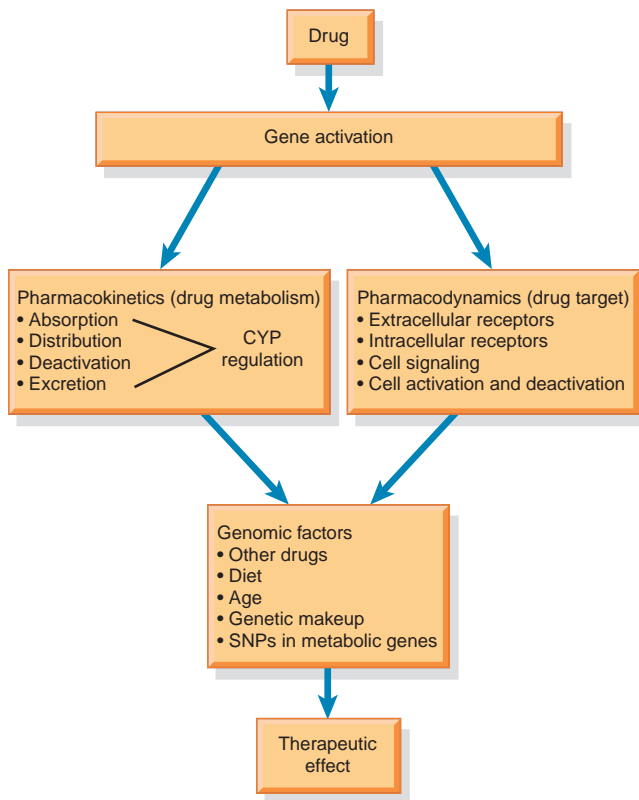 Drug
Gene activation
Pharmacokinetics (drug metabolism)
• Absorption
• Distribution
• Deactivation
• Excretion
CYP
regulation
Pharmacodynamics (drug target)
• Extracellular receptors
• Intracellular receptors
• Cell signaling
• Cell activation and deactivation
Genomic factors
• Other drugs
• Diet
• Age
• Genetic makeup
• SNPs in metabolic genes
Therapeutic
effect